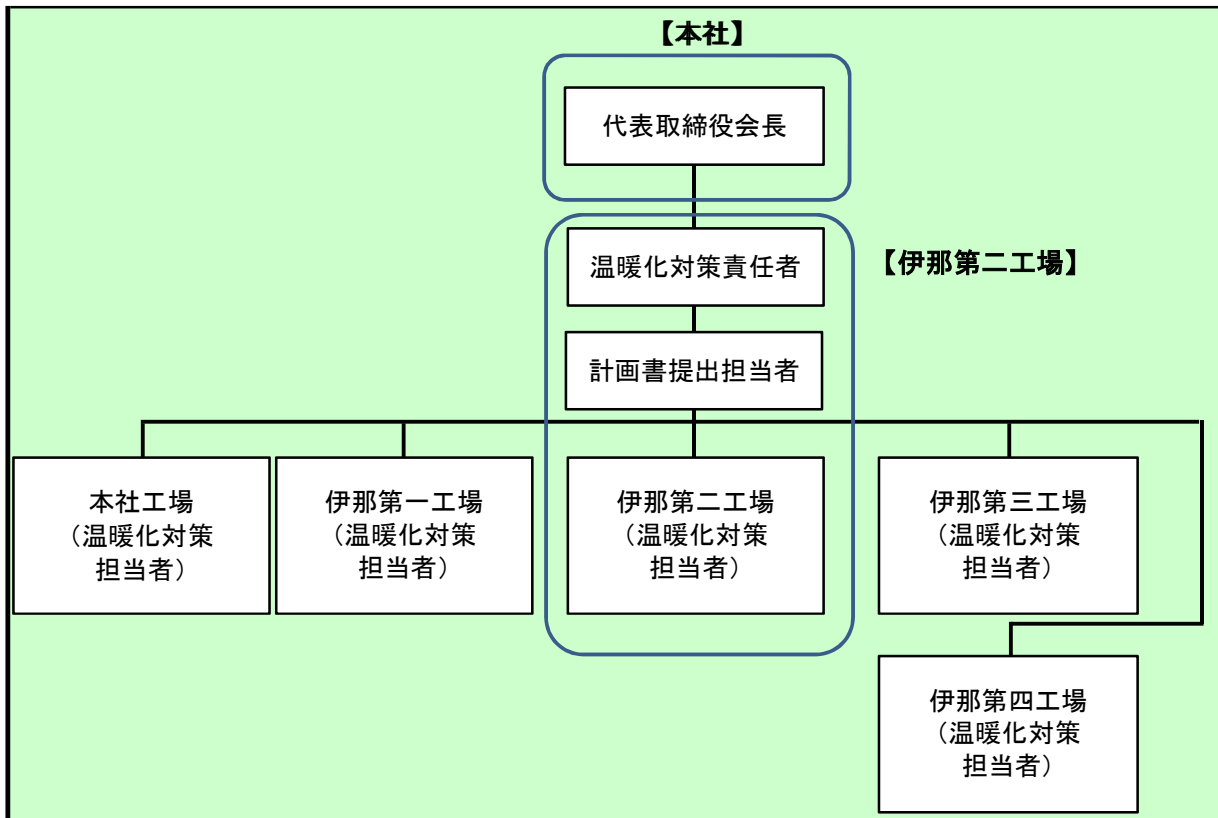 【本社】
代表取締役会長
温暖化対策責任者
【伊那第二工場】
計画書提出担当者
本社工場
（温暖化対策
担当者）
伊那第一工場
（温暖化対策
担当者）
伊那第二工場
（温暖化対策
担当者）
伊那第三工場
（温暖化対策
担当者）
伊那第四工場
（温暖化対策
担当者）